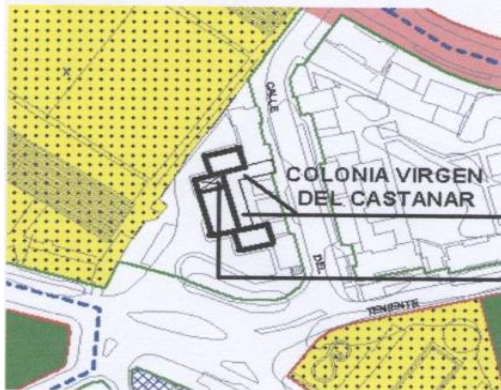 CALLE
COLONIA VIRGEN
DEL CASTANAR
DEL
TENIENTE